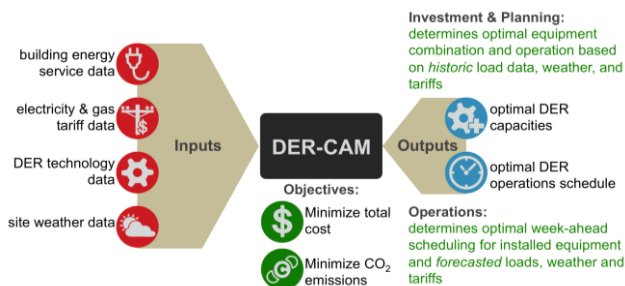 building energy
service data
electricity & gas
tariff data
DER technology
data
site weather data
Inputs
DER-CAM
Objectives:
Minimize total
cost
Minimize CO2
emissions
Outputs
Investment & Planning:
determines optimal equipment
combination and operation based
on historic load data, weather, and
tariffs
optimal DER
capacities
optimal DER
operations schedule
Operations:
determines optimal week-ahead
scheduling for installed equipment
and forecasted loads, weather and
tariffs